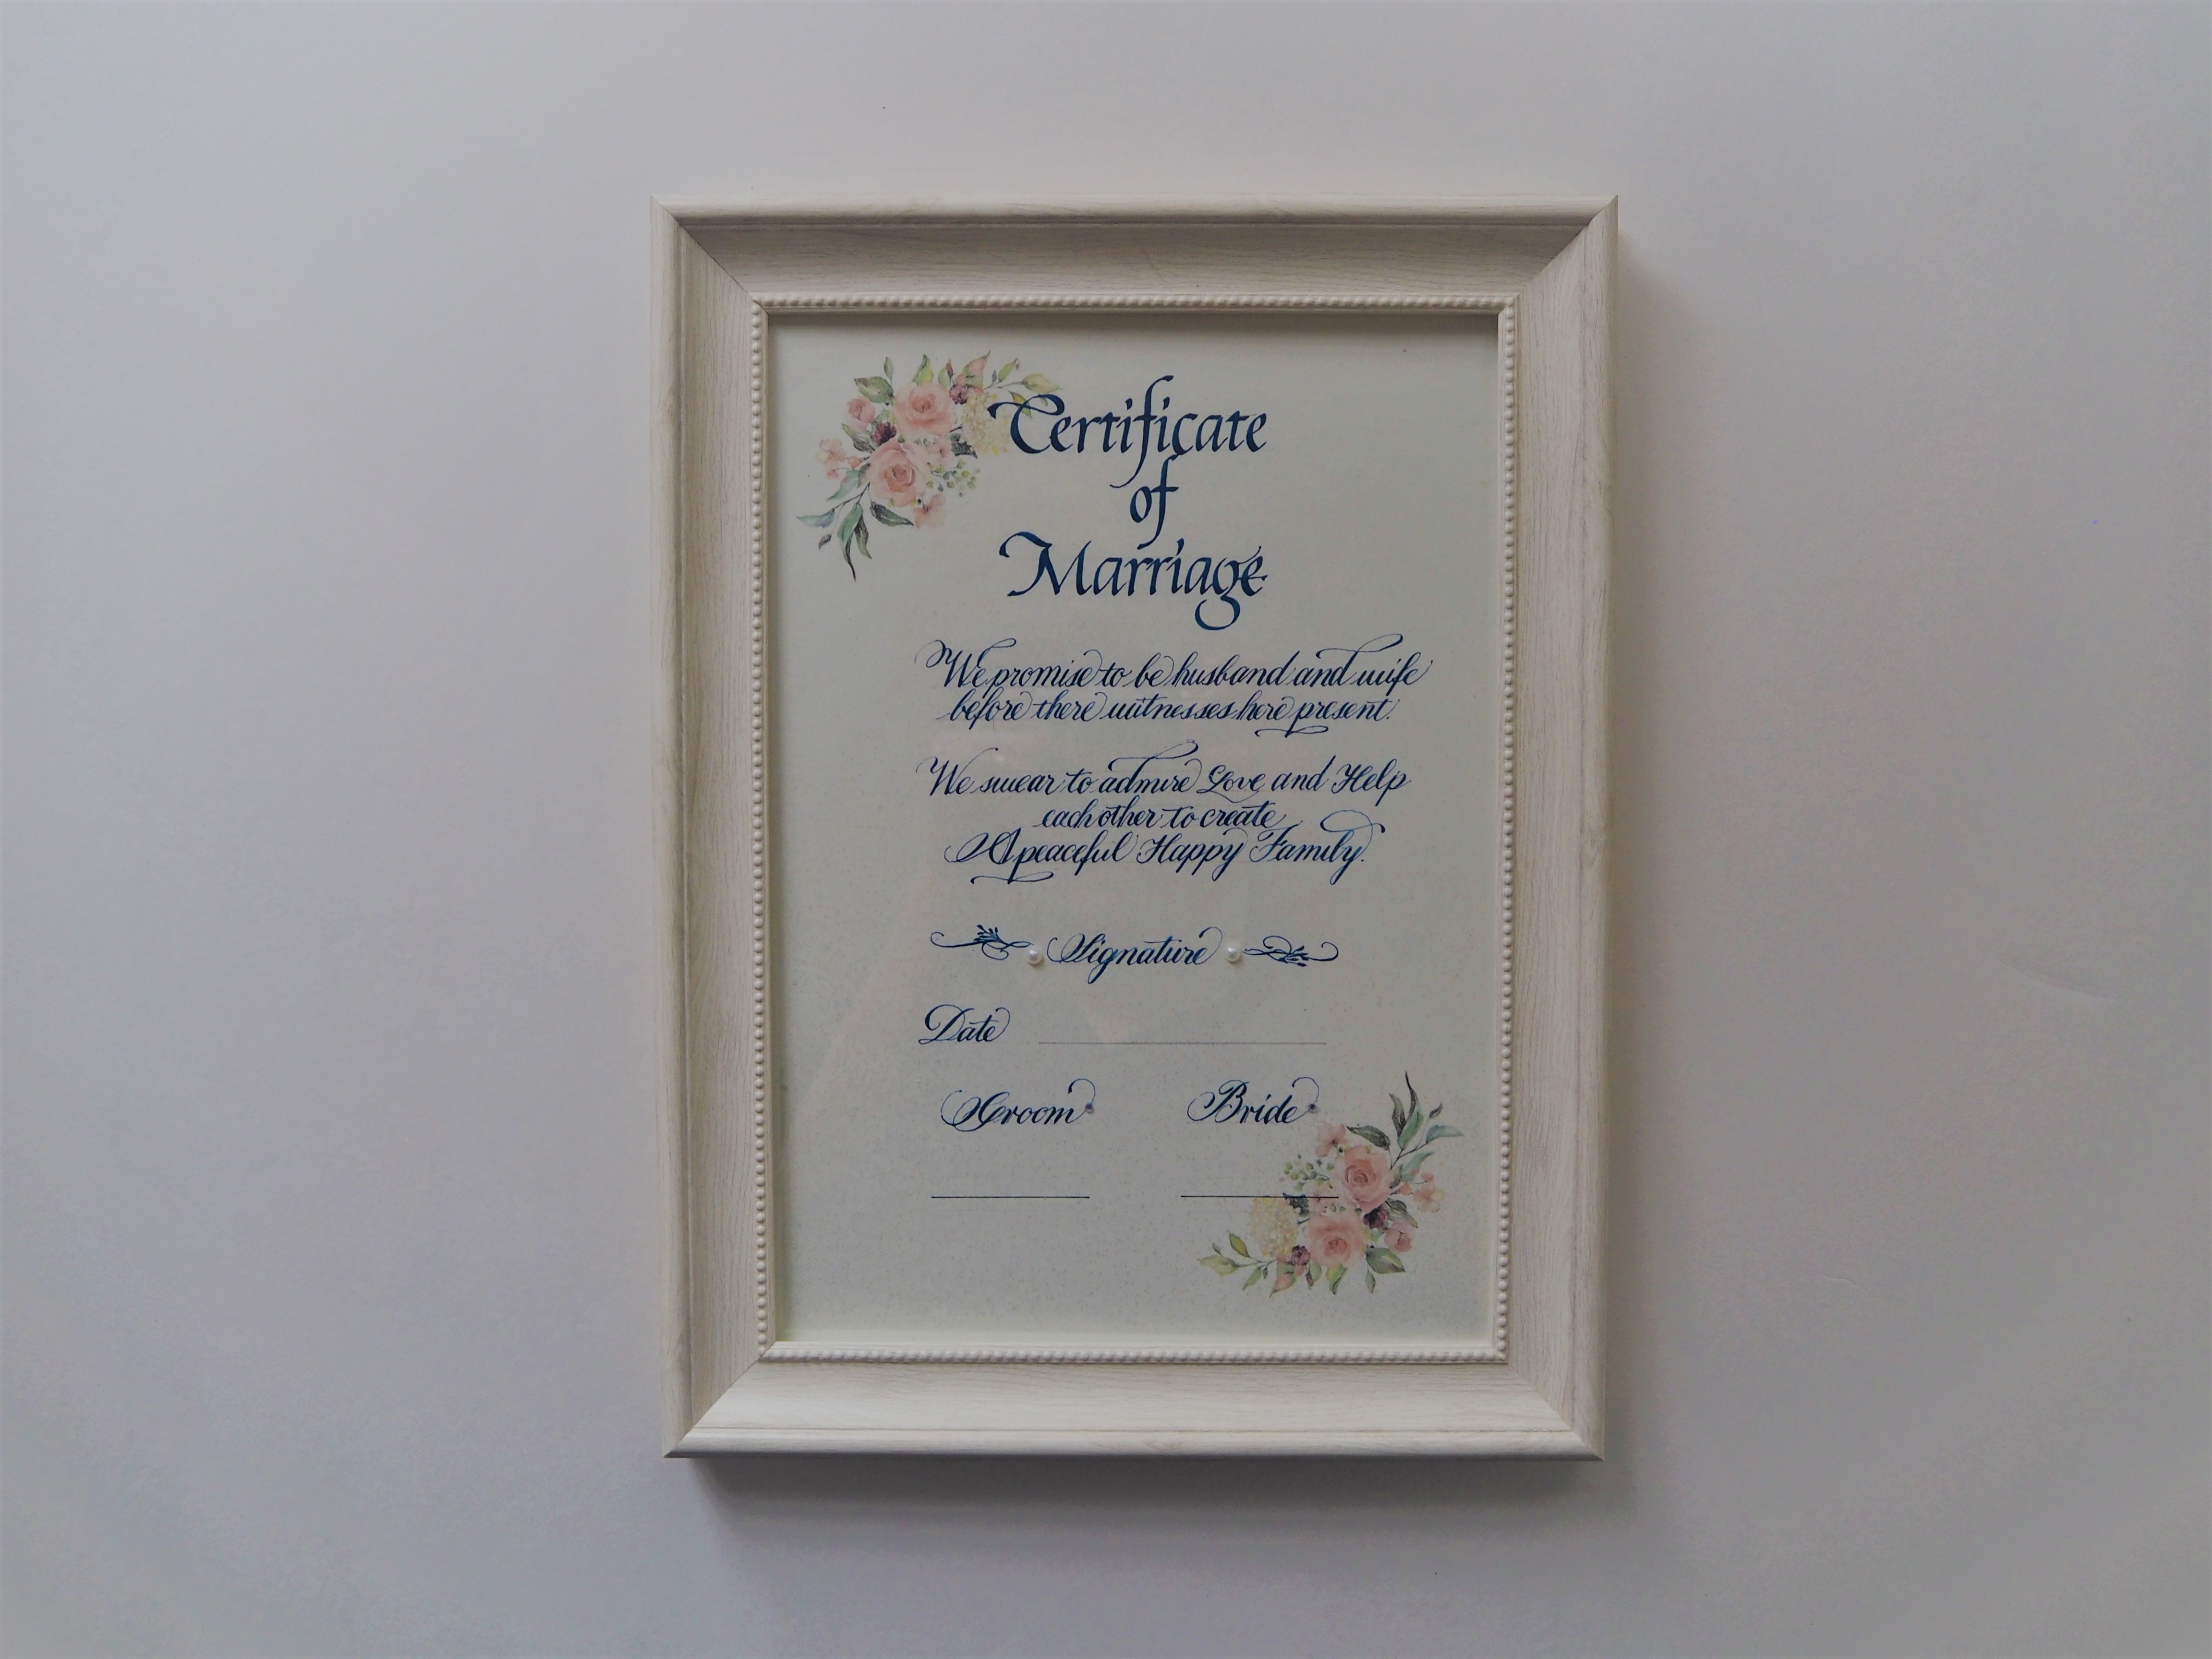 Certificate
of
Marriage
We promise to be husband and wife
before there witnesses here present.
We swear to admire Love and Help
each other to create
A peaceful Happy Family.
Signature
Date
Groom
Bride